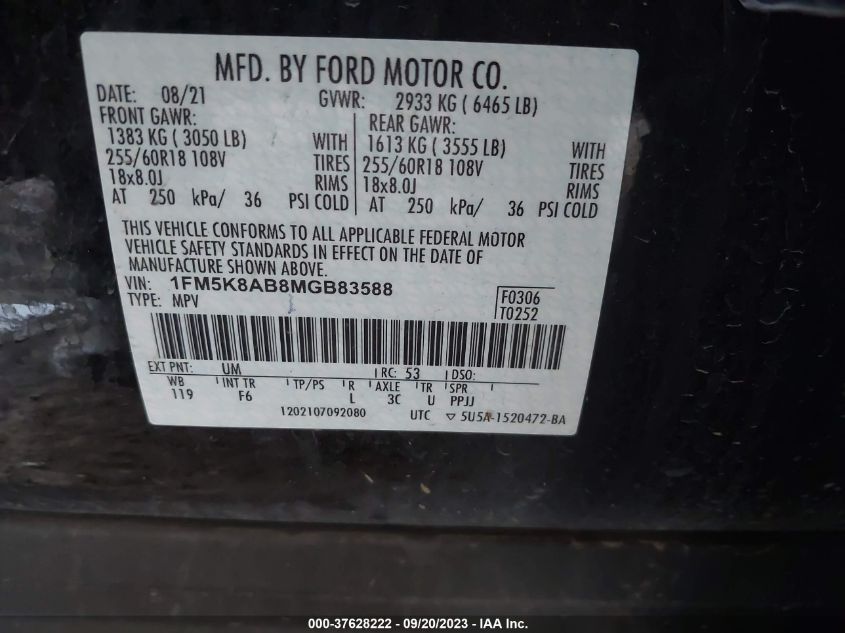 MFD. BY FORD MOTOR CO.
DATE: 08/21 GVWR: 2933 KG ( 6465 LB)
FRONT GAWR: REAR GAWR:
1383 KG ( 3050 LB) WITH 1613 KG ( 3555 LB) WITH
255/60R18 108V TIRES 255/60R18 108V TIRES
18x8.0J RIMS 18x8.0J RIMS
AT 250 kPa/ 36 PSI COLD AT 250 kPa/ 36 PSI COLD
THIS VEHICLE CONFORMS TO ALL APPLICABLE FEDERAL MOTOR
VEHICLE SAFETY STANDARDS IN EFFECT ON THE DATE OF
MANUFACTURE SHOWN ABOVE.
VIN: 1FM5K8AB8MGB83588 F0306
TYPE: MPV T0252
EXT PNT: UM RC: 53 DSO:
WB INT TR TP/PS R AXLE TR SPR
119 F6 L 3C U PPJJ
1202107092080 UTC ▽ 5U5A-1520472-BA
000-37628222 - 09/20/2023 - IAA Inc.